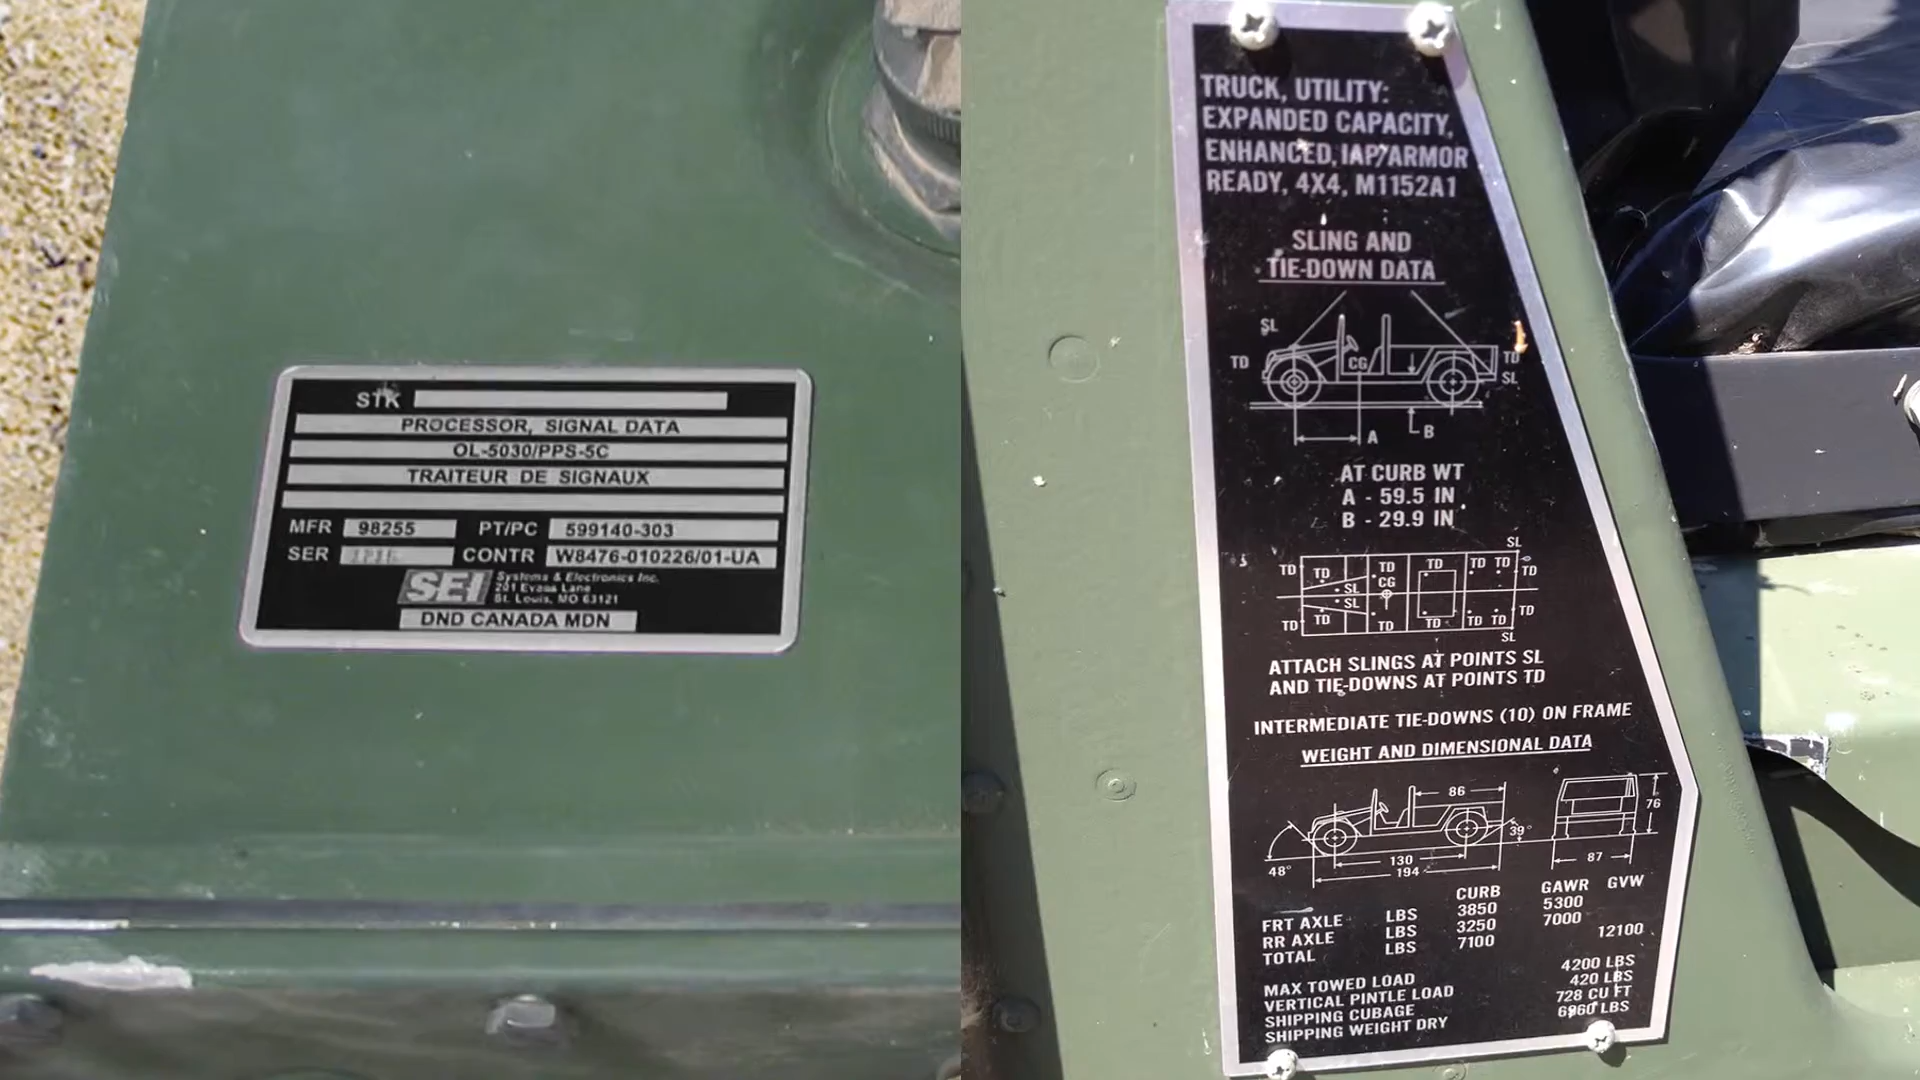 STK
PROCESSOR, SIGNAL DATA
OL-5030/PPS-5C
TRAITEUR DE SIGNAUX
MFR 98255 PT/PC 599140-303
SER CONTR W8476-010226/01-UA
SEI Systems & Electronics Inc.
201 Evans Lane
St. Louis, MO 63121
DND CANADA MDN
TRUCK, UTILITY:
EXPANDED CAPACITY,
ENHANCED, IAP/ARMOR
READY, 4X4, M1152A1
SLING AND
TIE-DOWN DATA
SL
TD CG TD
SL
A B
AT CURB WT
A - 59.5 IN
B - 29.9 IN
SL
TD TD TD TD TD TD TD
SL CG
SL
TD TD TD TD TD TD TD
SL
ATTACH SLINGS AT POINTS SL
AND TIE-DOWNS AT POINTS TD
INTERMEDIATE TIE-DOWNS (10) ON FRAME
WEIGHT AND DIMENSIONAL DATA
86
76
39°
48° 130 87
194
CURB GAWR GVW
FRT AXLE LBS 3850 5300
RR AXLE LBS 3250 7000
TOTAL LBS 7100 12100
MAX TOWED LOAD 4200 LBS
VERTICAL PINTLE LOAD 420 LBS
SHIPPING CUBAGE 728 CU FT
SHIPPING WEIGHT DRY 6960 LBS